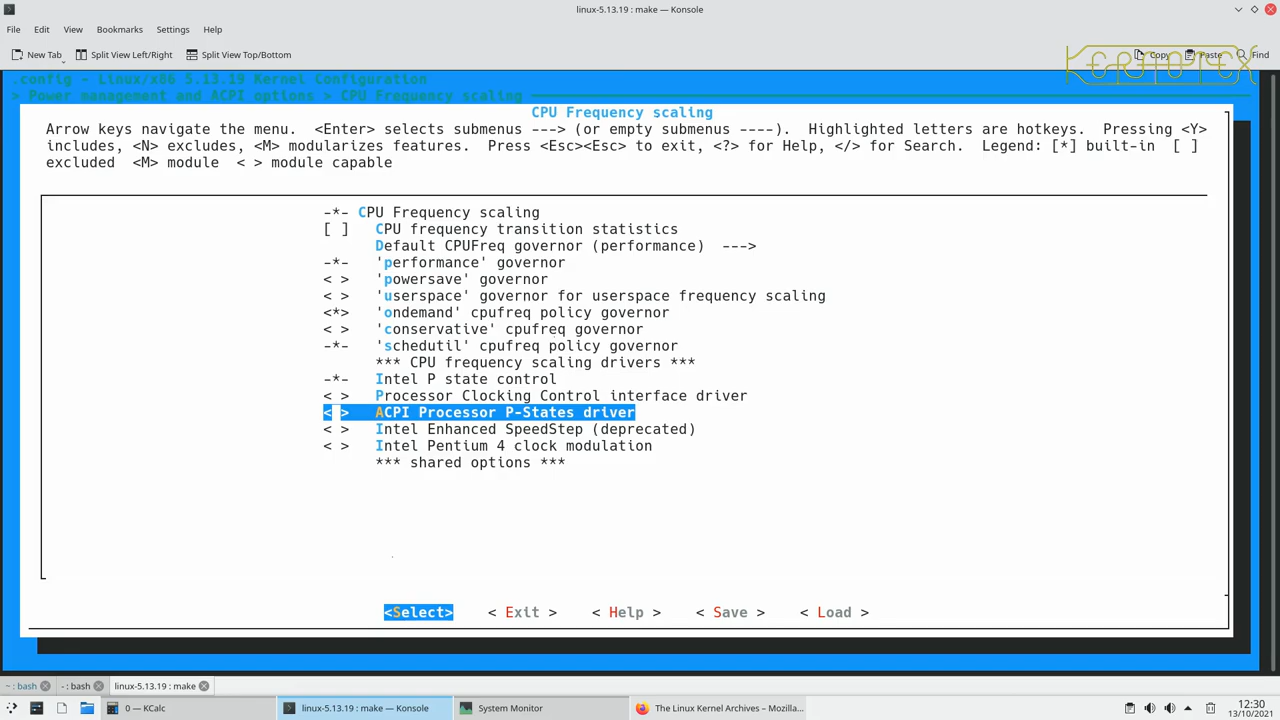 linux-5.13.19 : make — Konsole
File Edit View Bookmarks Settings Help
New Tab Split View Left/Right Split View Top/Bottom Copy Paste Find
KERTOTEX
.config - Linux/x86 5.13.19 Kernel Configuration
> Power management and ACPI options > CPU Frequency scaling
CPU Frequency scaling
Arrow keys navigate the menu. <Enter> selects submenus ---> (or empty submenus ----). Highlighted letters are hotkeys. Pressing <Y>
includes, <N> excludes, <M> modularizes features. Press <Esc><Esc> to exit, <?> for Help, </> for Search. Legend: [*] built-in [ ]
excluded <M> module < > module capable
-*- CPU Frequency scaling
[ ] CPU frequency transition statistics
Default CPUFreq governor (performance) --->
-*- 'performance' governor
< > 'powersave' governor
< > 'userspace' governor for userspace frequency scaling
<*> 'ondemand' cpufreq policy governor
< > 'conservative' cpufreq governor
-*- 'schedutil' cpufreq policy governor
*** CPU frequency scaling drivers ***
-*- Intel P state control
< > Processor Clocking Control interface driver
< > ACPI Processor P-States driver
< > Intel Enhanced SpeedStep (deprecated)
< > Intel Pentium 4 clock modulation
*** shared options ***
<Select> < Exit > < Help > < Save > < Load >
~ : bash - : bash linux-5.13.19 : make
0 — KCalc linux-5.13.19 : make — Konsole System Monitor The Linux Kernel Archives – Mozilla... 12:30
13/10/2021